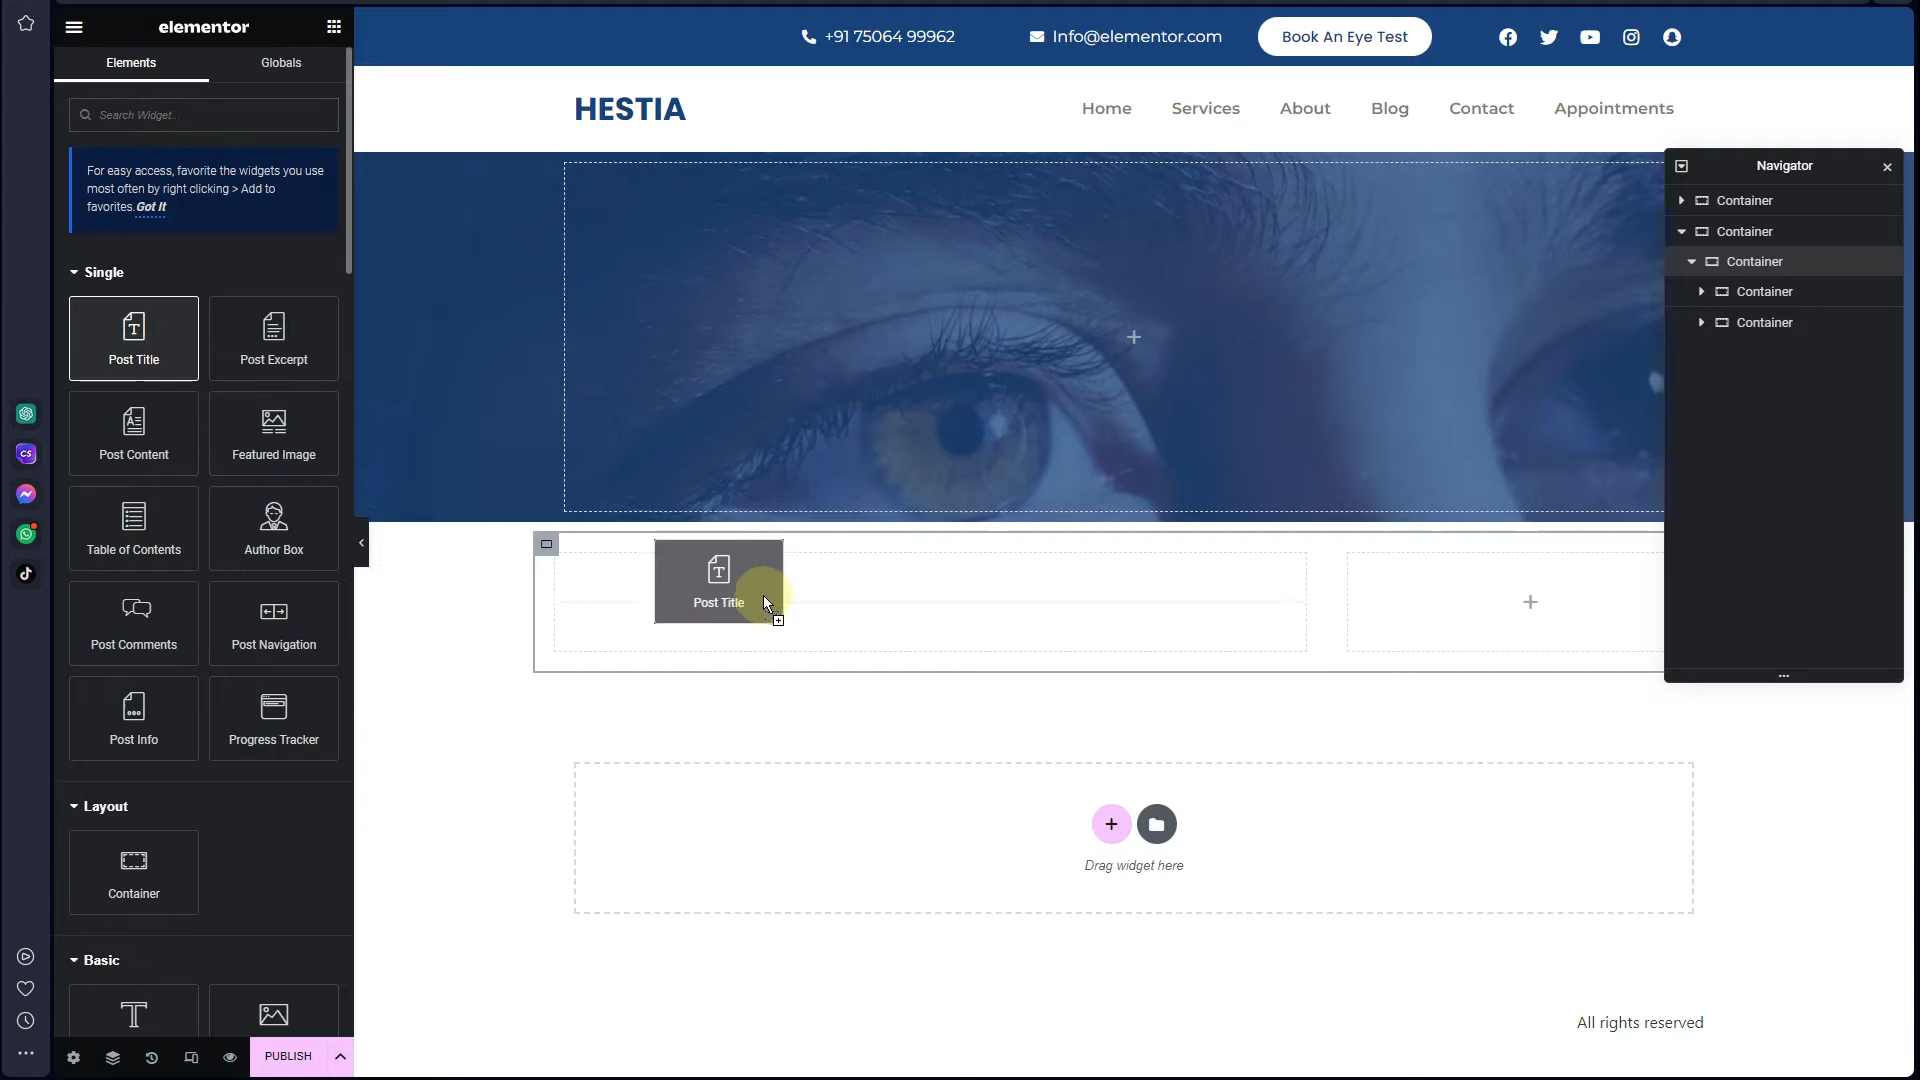 elementor
Elements
Globals
Search Widget...
For easy access, favorite the widgets you use
most often by right clicking > Add to
favorites. Got It
Single
Post Title
Post Excerpt
Post Content
Featured Image
Table of Contents
Author Box
Post Comments
Post Navigation
Post Info
Progress Tracker
Layout
Container
Basic
PUBLISH
+91 75064 99962
Info@elementor.com
Book An Eye Test
HESTIA
Home
Services
About
Blog
Contact
Appointments
Navigator
Container
Container
Container
Container
Container
Post Title
Drag widget here
All rights reserved
CS